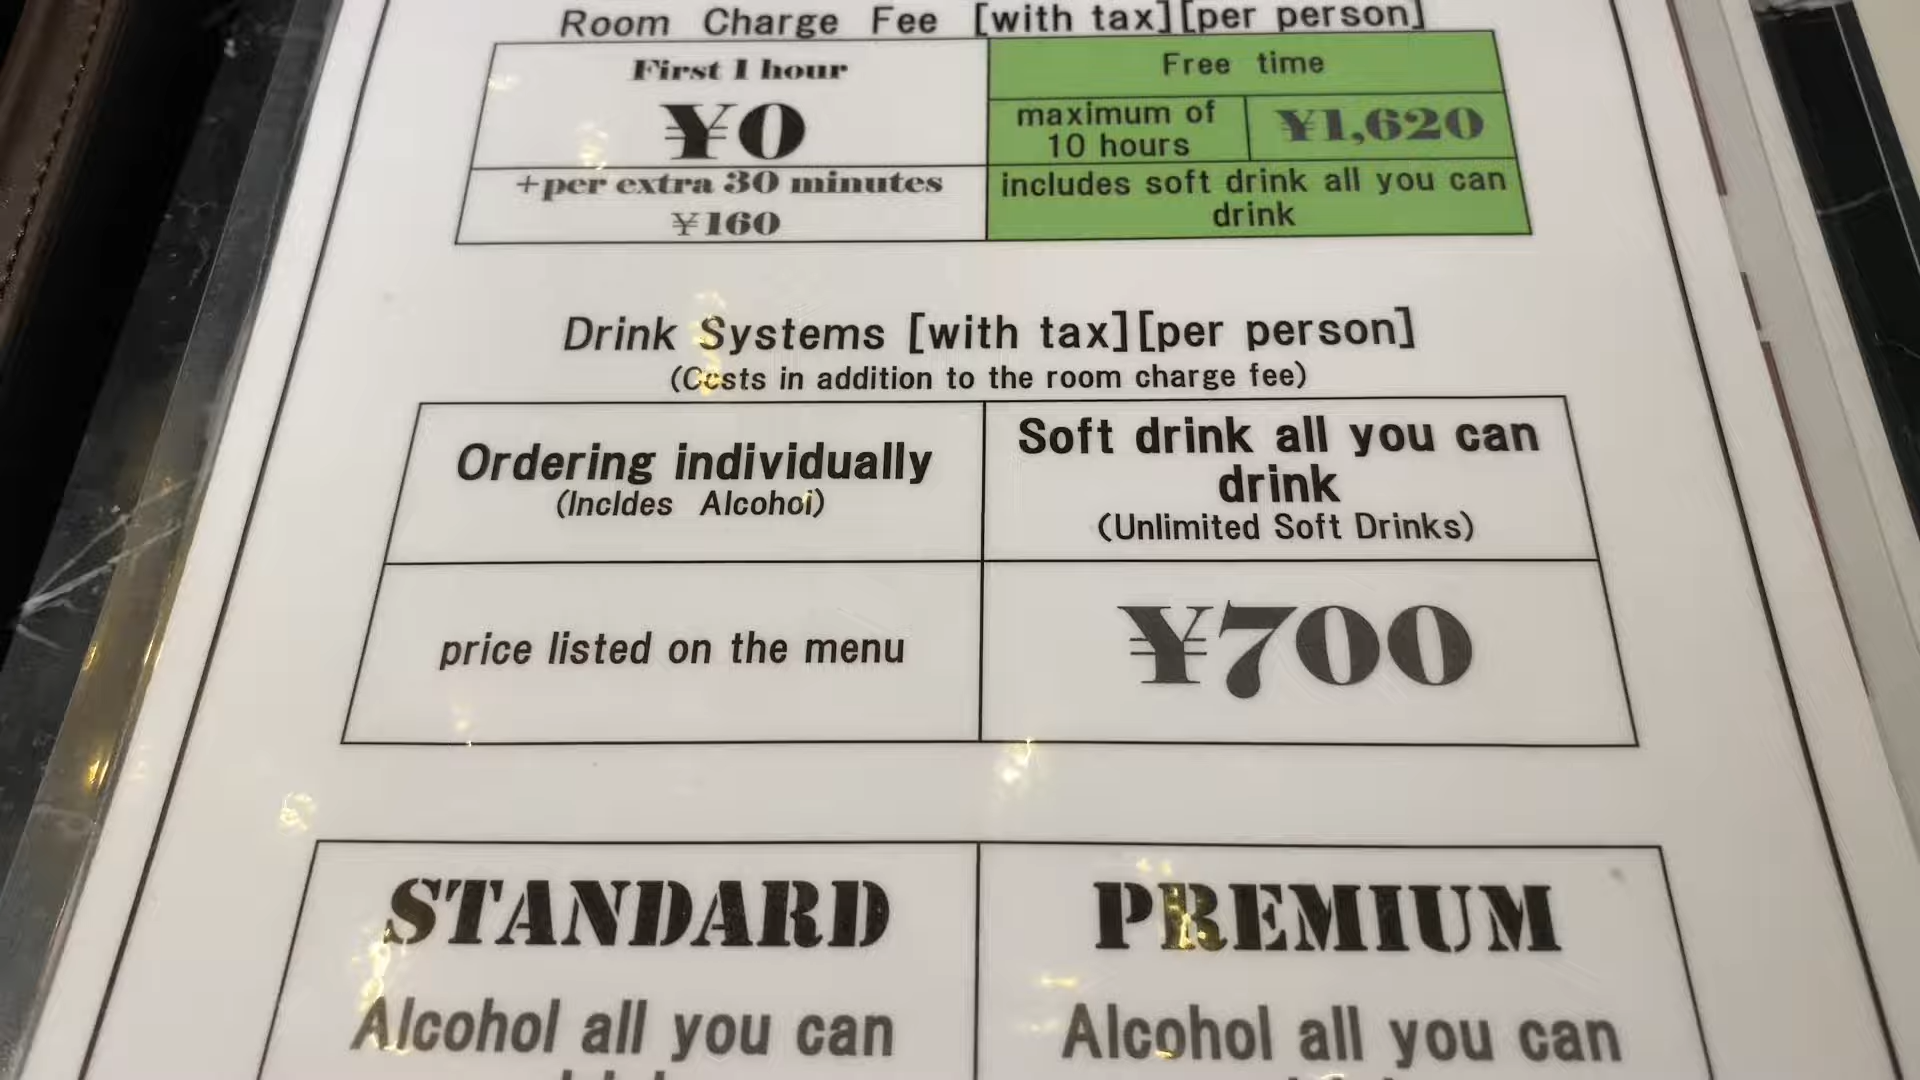 Room Charge Fee [with tax][per person]
First 1 hour
¥0
+per extra 30 minutes
¥160
Free time
maximum of
10 hours
¥1,620
includes soft drink all you can
drink
Drink Systems [with tax][per person]
(Costs in addition to the room charge fee)
Ordering individually
(Incldes Alcohol)
Soft drink all you can
drink
(Unlimited Soft Drinks)
price listed on the menu
¥700
STANDARD
Alcohol all you can
PREMIUM
Alcohol all you can